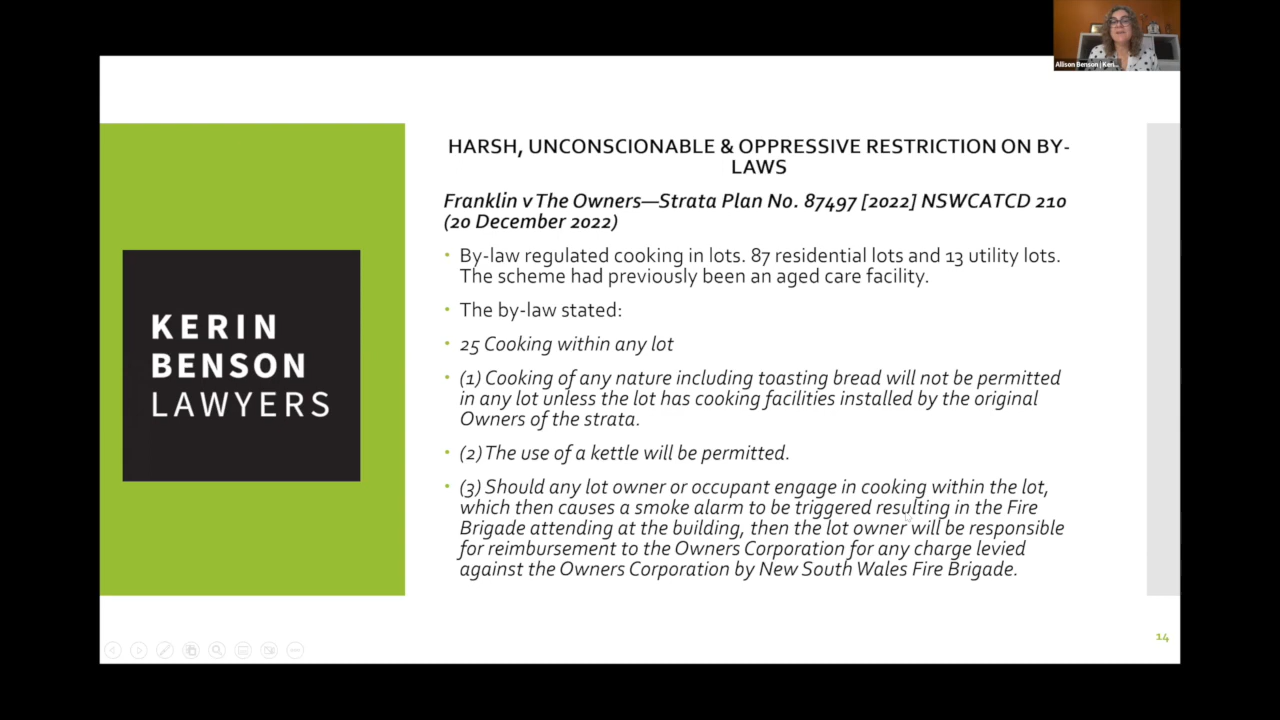 Allison Benson | Ken...
HARSH, UNCONSCIONABLE & OPPRESSIVE RESTRICTION ON BY-
LAWS
Franklin v The Owners—Strata Plan No. 87497 [2022] NSWCATCD 210
(20 December 2022)
• By-law regulated cooking in lots. 87 residential lots and 13 utility lots.
The scheme had previously been an aged care facility.
• The by-law stated:
• 25 Cooking within any lot
• (1) Cooking of any nature including toasting bread will not be permitted
in any lot unless the lot has cooking facilities installed by the original
Owners of the strata.
• (2) The use of a kettle will be permitted.
• (3) Should any lot owner or occupant engage in cooking within the lot,
which then causes a smoke alarm to be triggered resulting in the Fire
Brigade attending at the building, then the lot owner will be responsible
for reimbursement to the Owners Corporation for any charge levied
against the Owners Corporation by New South Wales Fire Brigade.
KERIN
BENSON
LAWYERS
14